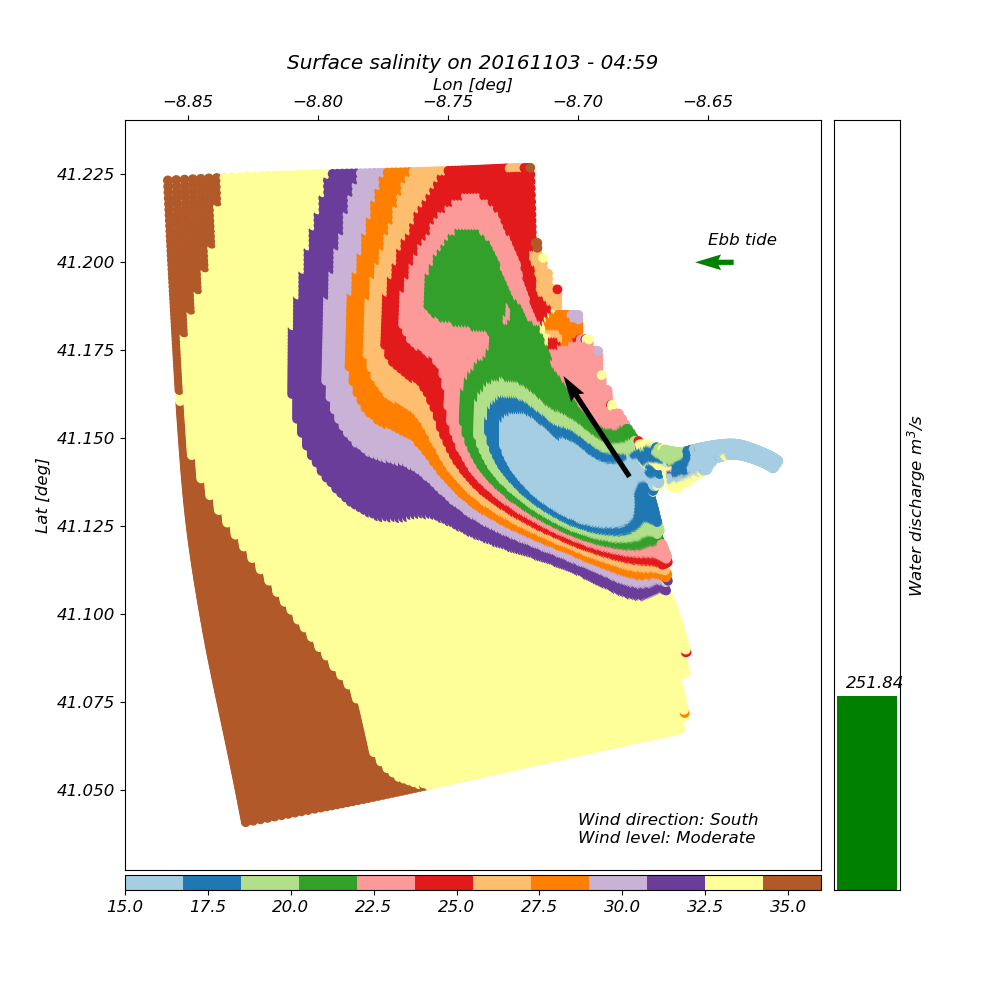 Surface salinity on 20161103 - 04:59
Lon [deg]
−8.85 −8.80 −8.75 −8.70 −8.65
41.225
41.200
41.175
41.150
41.125
41.100
41.075
41.050
Lat [deg]
Ebb tide
Wind direction: South
Wind level: Moderate
15.0 17.5 20.0 22.5 25.0 27.5 30.0 32.5 35.0
251.84
Water discharge m³/s